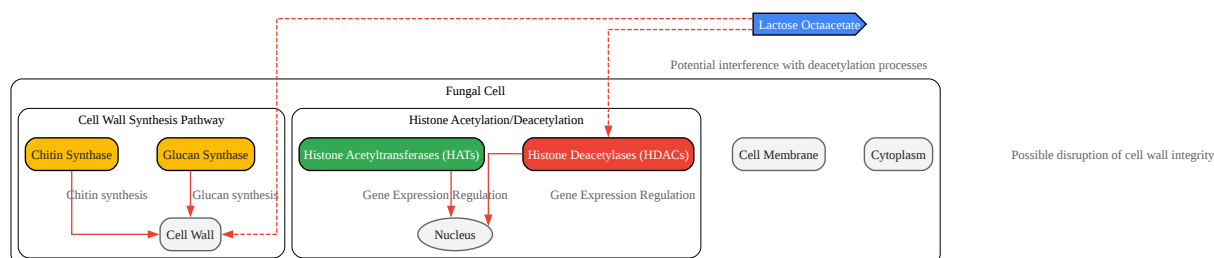 Lactose Octaacetate
Potential interference with deacetylation processes
Fungal Cell
Cell Wall Synthesis Pathway
Histone Acetylation/Deacetylation
Chitin Synthase
Glucan Synthase
Histone Acetyltransferases (HATs)
Histone Deacetylases (HDACs)
Cell Membrane
Cytoplasm
Possible disruption of cell wall integrity
Chitin synthesis
Glucan synthesis
Gene Expression Regulation
Gene Expression Regulation
Cell Wall
Nucleus